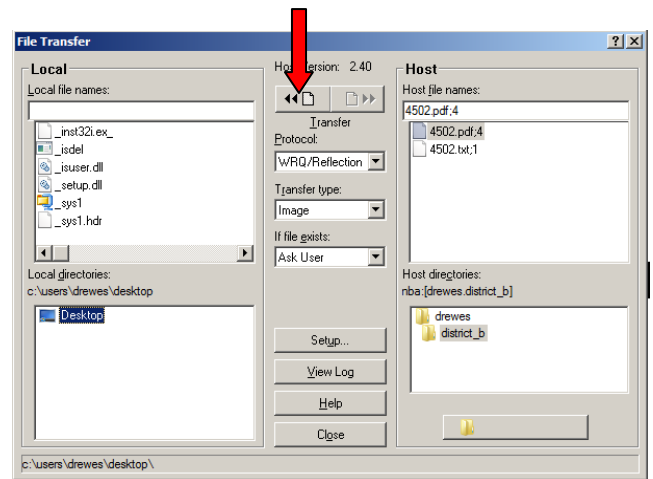 File Transfer
Local
Local file names:
_inst32i.ex_
_isdel
_isuser.dll
_setup.dll
_sys1
_sys1.hdr
Local directories:
c:\users\drewes\desktop
Desktop
2.40
Transfer
Protocol:
WRQ/Reflection
Transfer type:
Image
If file exists:
Ask User
Setup...
View Log
Help
Close
Host
Host file names:
4502.pdf;4
4502.pdf;4
4502.txt;1
Host directories:
nba:[drewes.district_b]
drewes
district_b
c:\users\drewes\desktop\